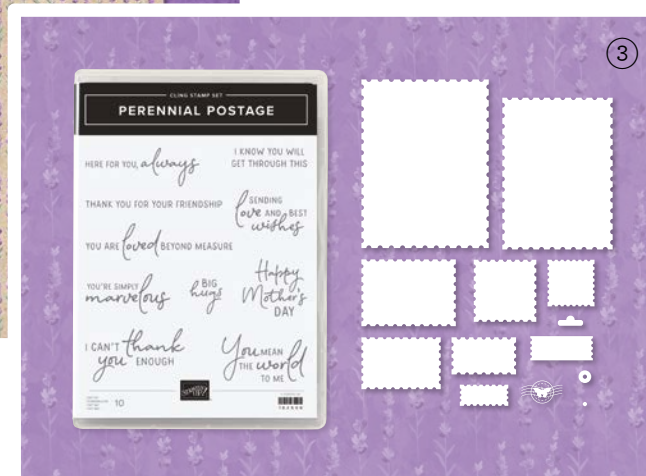 ③
CLING STAMP SET
PERENNIAL POSTAGE
HERE FOR YOU, always
I KNOW YOU WILL
GET THROUGH THIS
THANK YOU FOR YOUR FRIENDSHIP
SENDING
love AND BEST
wishes
YOU ARE loved BEYOND MEASURE
YOU'RE SIMPLY
marvelous
BIG
hugs
Happy
Mother's
DAY
I CAN'T thank
you ENOUGH
You MEAN
THE world
TO ME
STAMPIN' UP!
10